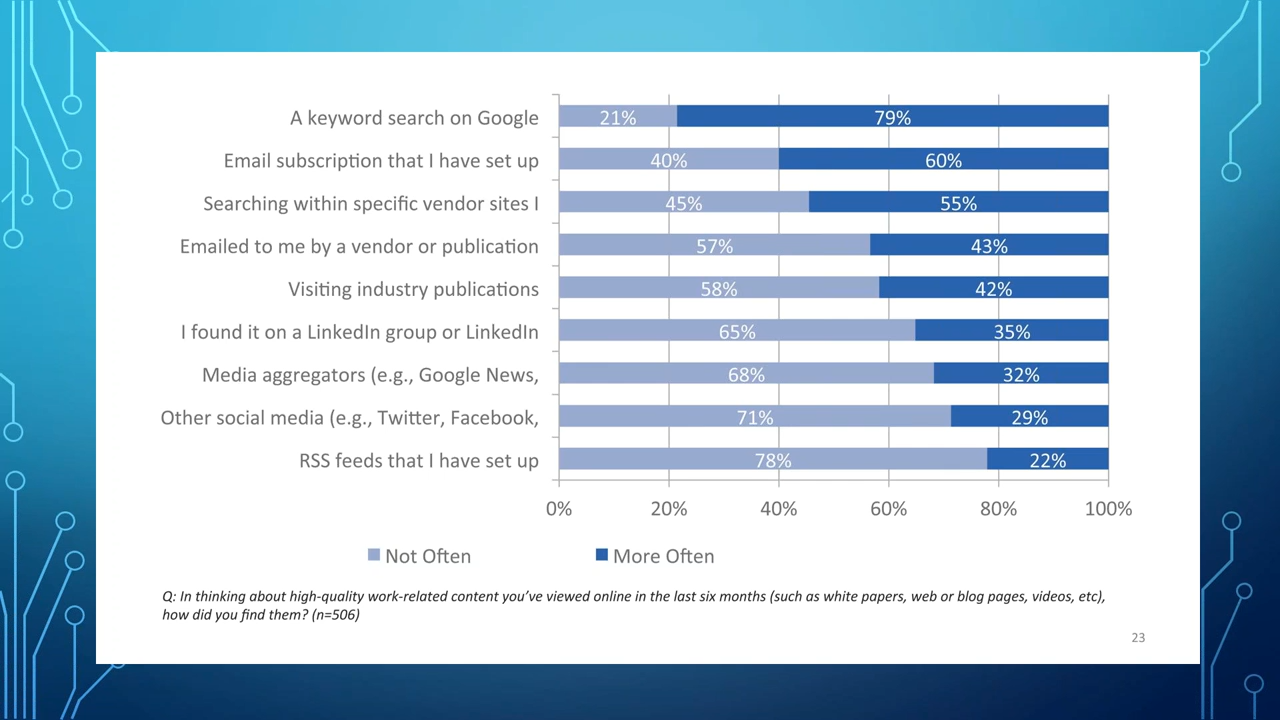 A keyword search on Google 21% 79%
Email subscription that I have set up 40% 60%
Searching within specific vendor sites I 45% 55%
Emailed to me by a vendor or publication 57% 43%
Visiting industry publications 58% 42%
I found it on a LinkedIn group or LinkedIn 65% 35%
Media aggregators (e.g., Google News, 68% 32%
Other social media (e.g., Twitter, Facebook, 71% 29%
RSS feeds that I have set up 78% 22%
0% 20% 40% 60% 80% 100%
Not Often More Often
Q: In thinking about high-quality work-related content you’ve viewed online in the last six months (such as white papers, web or blog pages, videos, etc),
how did you find them? (n=506)
23